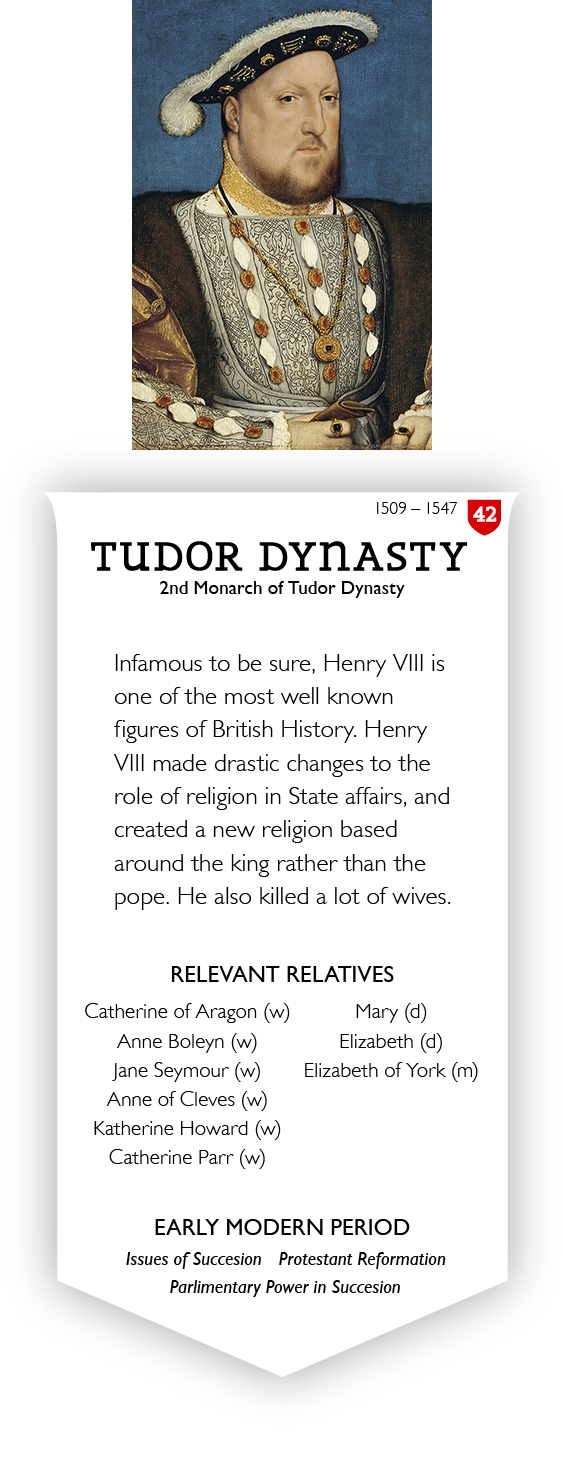 1509 – 1547 42
TUDOR DYNASTY
2nd Monarch of Tudor Dynasty
Infamous to be sure, Henry VIII is
one of the most well known
figures of British History. Henry
VIII made drastic changes to the
role of religion in State affairs, and
created a new religion based
around the king rather than the
pope. He also killed a lot of wives.
RELEVANT RELATIVES
Catherine of Aragon (w)
Anne Boleyn (w)
Jane Seymour (w)
Anne of Cleves (w)
Katherine Howard (w)
Catherine Parr (w)
Mary (d)
Elizabeth (d)
Elizabeth of York (m)
EARLY MODERN PERIOD
Issues of Succesion Protestant Reformation
Parlimentary Power in Succesion